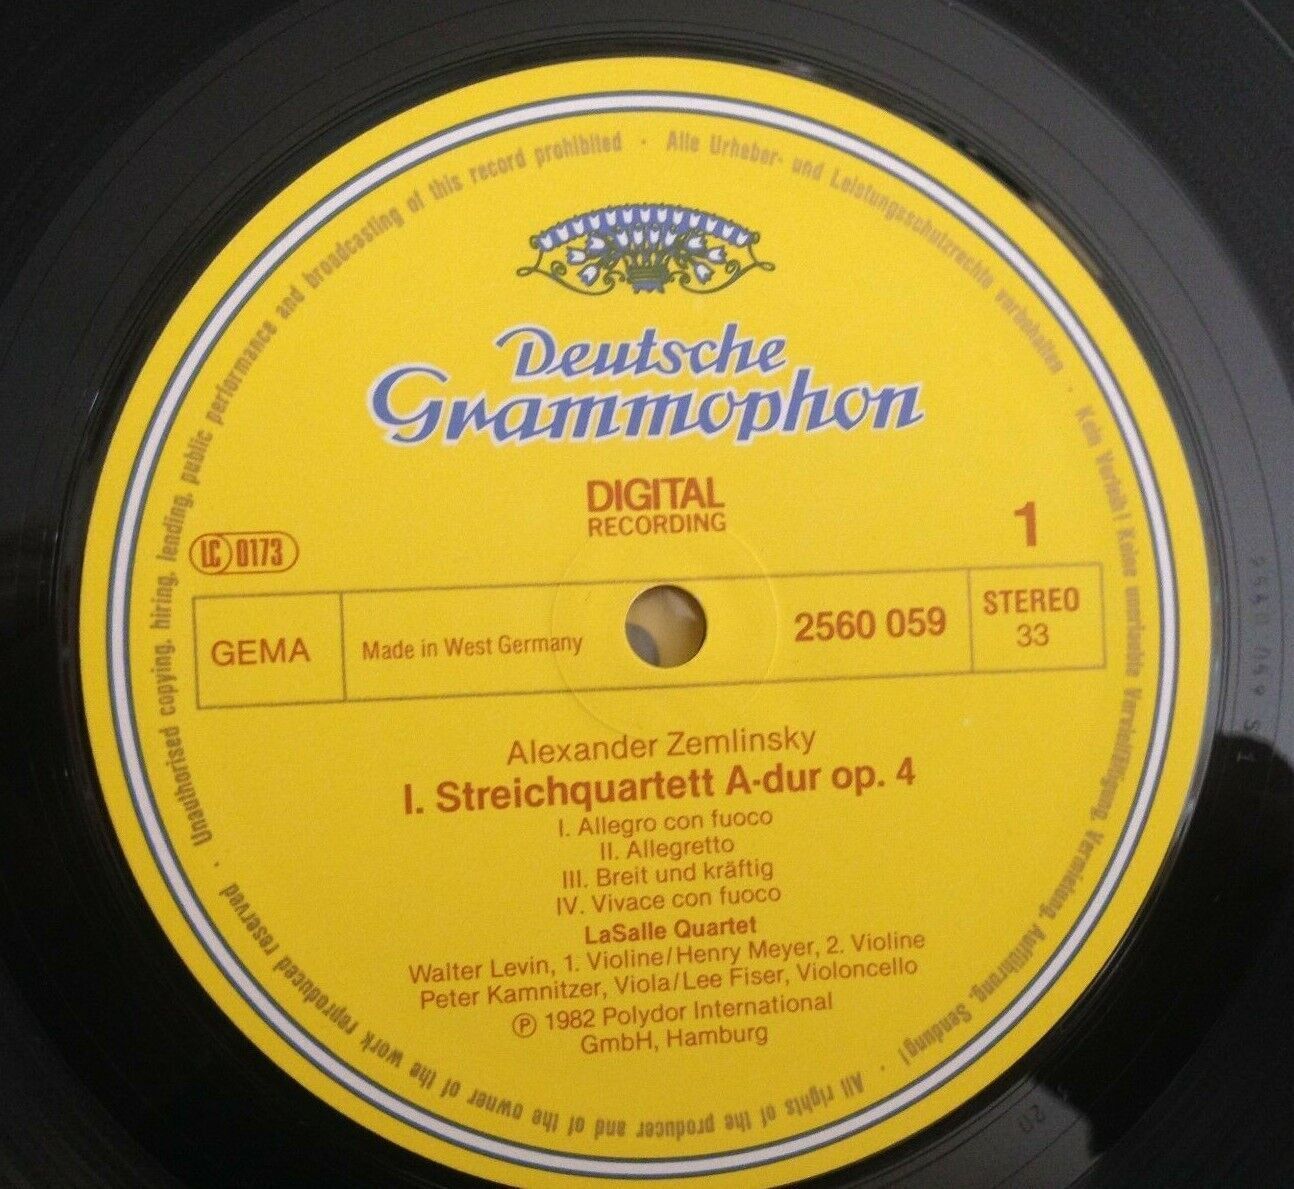 Deutsche
Grammophon
DIGITAL
RECORDING
LC 0173
1
GEMA
Made in West Germany
2560 059
STEREO
33
Alexander Zemlinsky
I. Streichquartett A-dur op. 4
I. Allegro con fuoco
II. Allegretto
III. Breit und kräftig
IV. Vivace con fuoco
LaSalle Quartet
Walter Levin, 1. Violine/Henry Meyer, 2. Violine
Peter Kamnitzer, Viola/Lee Fiser, Violoncello
℗ 1982 Polydor International
GmbH, Hamburg
Alle Urheber- und Leistungsschutzrechte vorbehalten · Kein Verleih! Keine unerlaubte Vervielfältigung, Vermietung, Aufführung, Sendung! · All rights of the producer and of the owner of the work reproduced reserved · Unauthorised copying, hiring, lending, public performance and broadcasting of this record prohibited ·